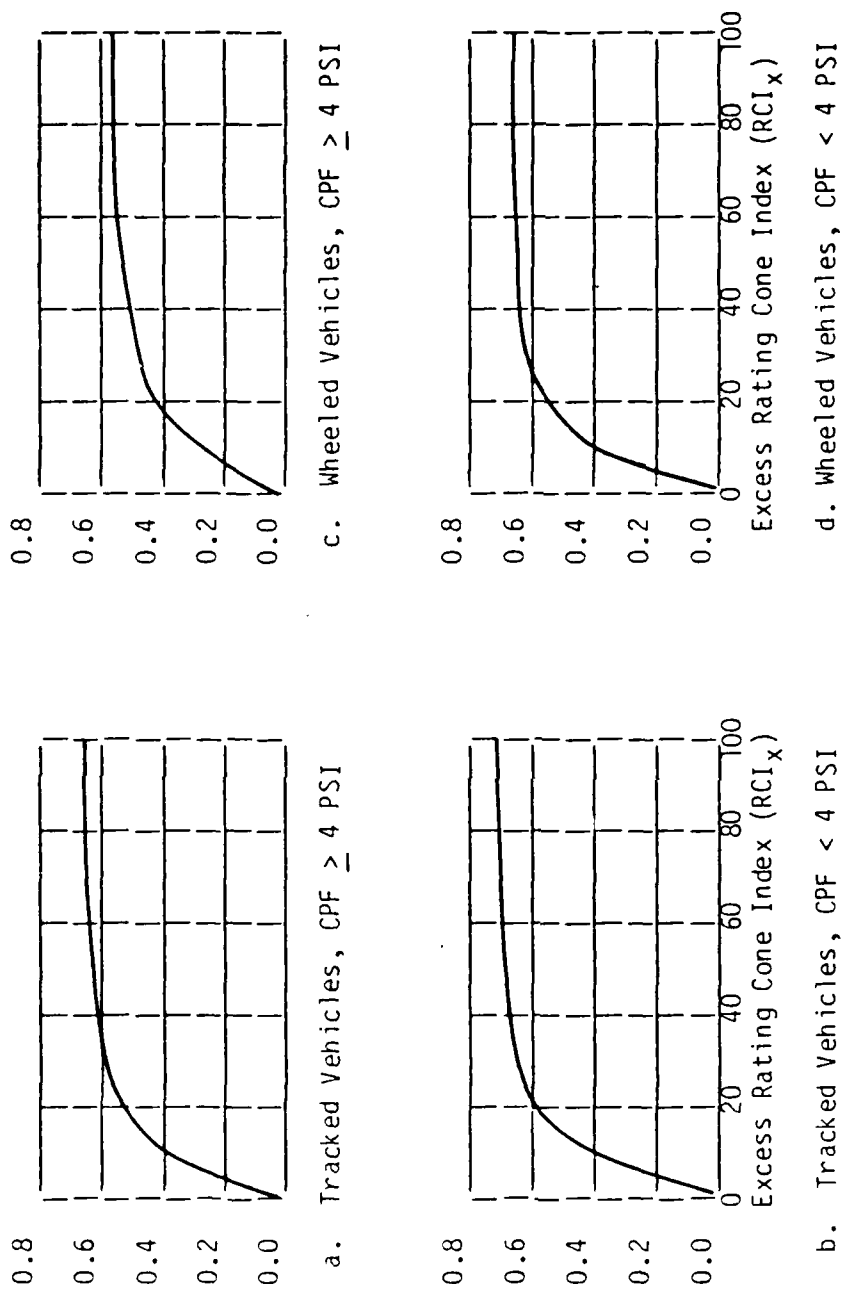 0.8
0.6
0.4
0.2
0.0
a. Tracked Vehicles, CPF ≥ 4 PSI
0.8
0.6
0.4
0.2
0.0
c. Wheeled Vehicles, CPF ≥ 4 PSI
0.8
0.6
0.4
0.2
0.0
0 20 40 60 80 100
Excess Rating Cone Index (RCIx)
b. Tracked Vehicles, CPF < 4 PSI
0.8
0.6
0.4
0.2
0.0
0 20 40 60 80 100
Excess Rating Cone Index (RCIx)
d. Wheeled Vehicles, CPF < 4 PSI